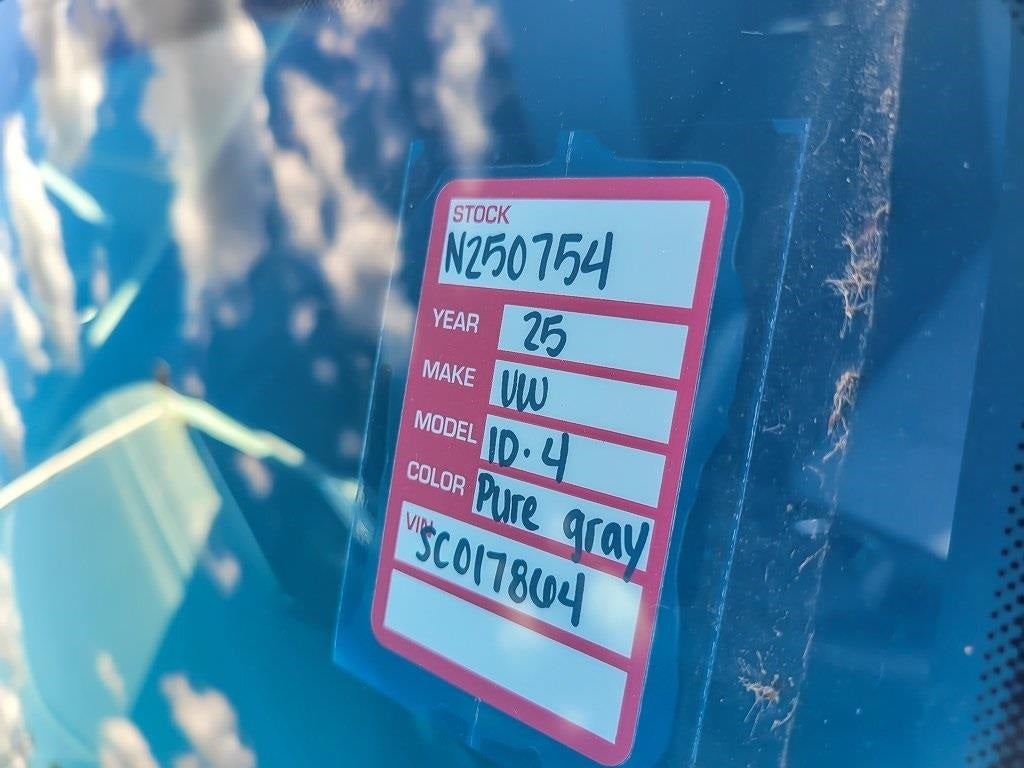 STOCK
N250754
YEAR 25
MAKE VW
MODEL ID.4
COLOR Pure gray
VIN
SC017864